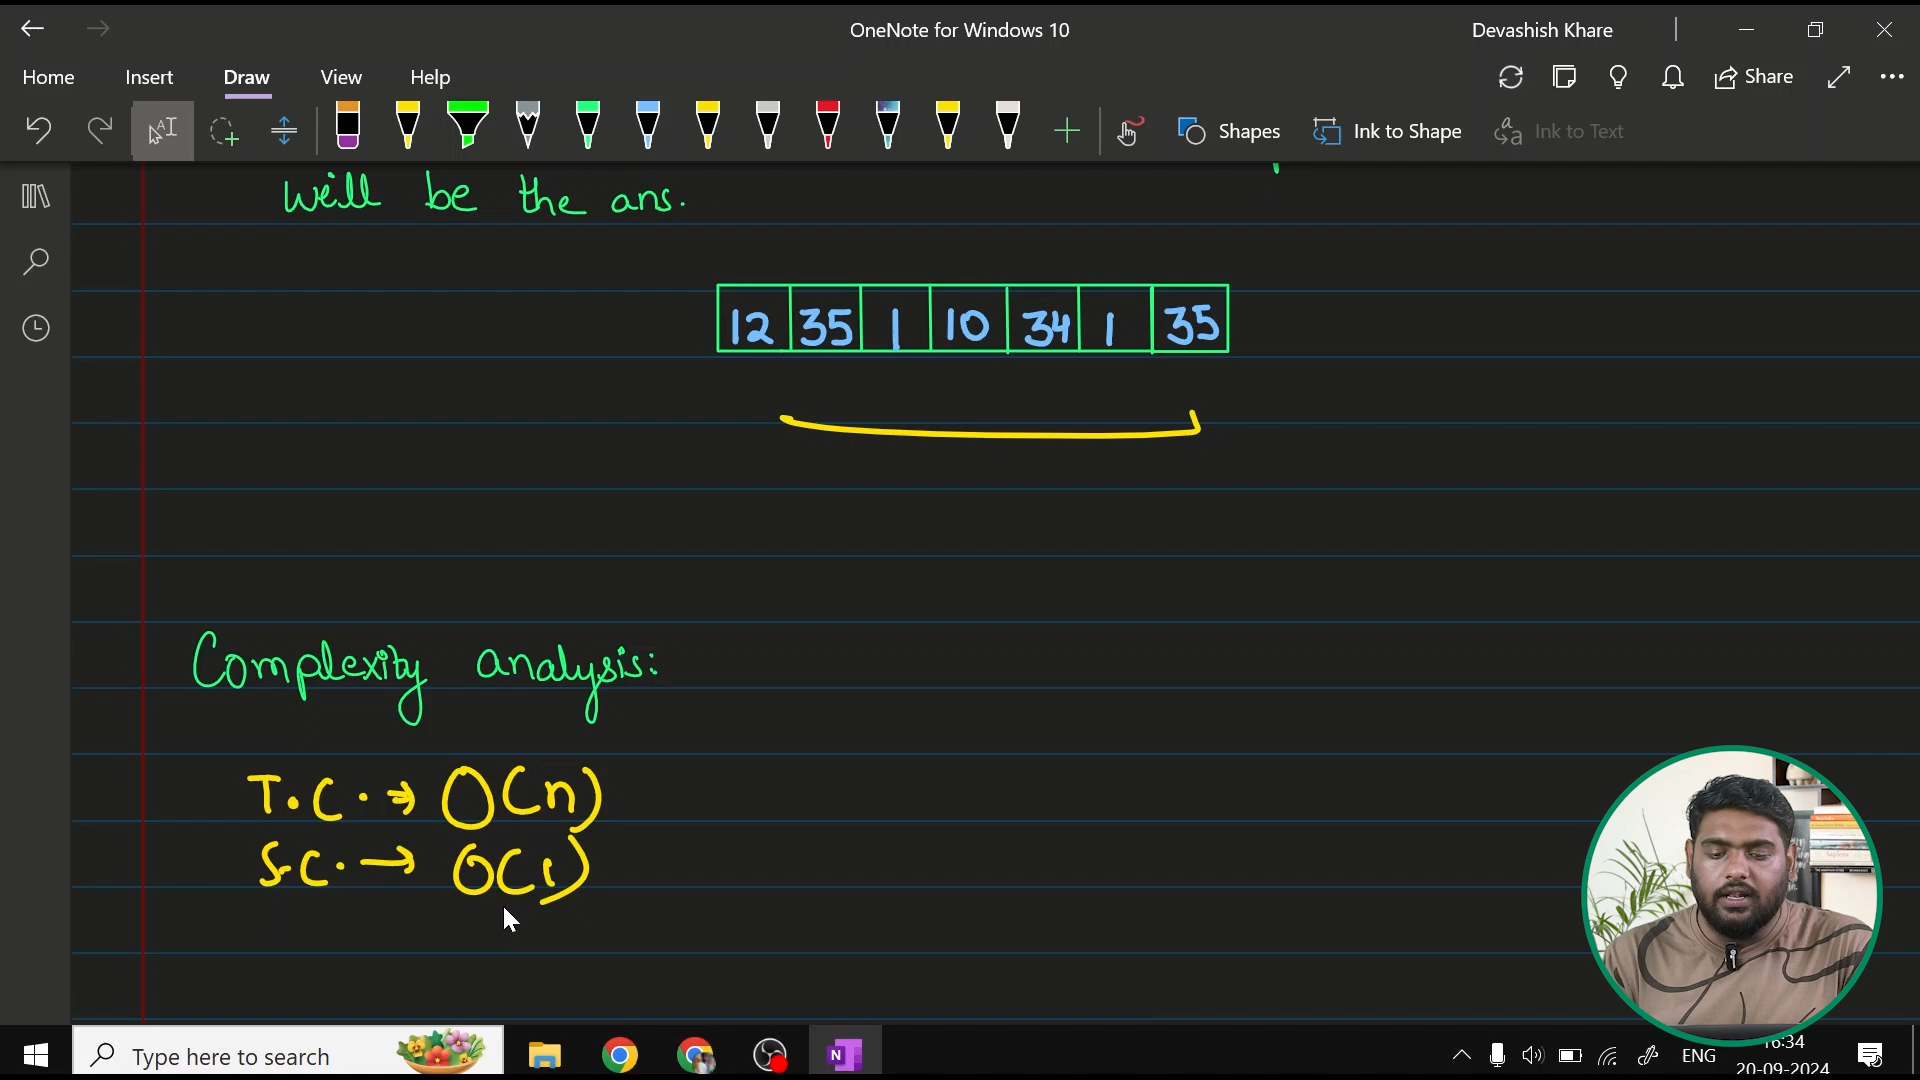 OneNote for Windows 10
Devashish Khare
Home Insert Draw View Help
Share
Shapes Ink to Shape Ink to Text
will be the ans.
12 35 1 10 34 1 35
Complexity analysis:
T.C. → O(n)
S.C. → O(1)
Type here to search
ENG
16:34
20-09-2024